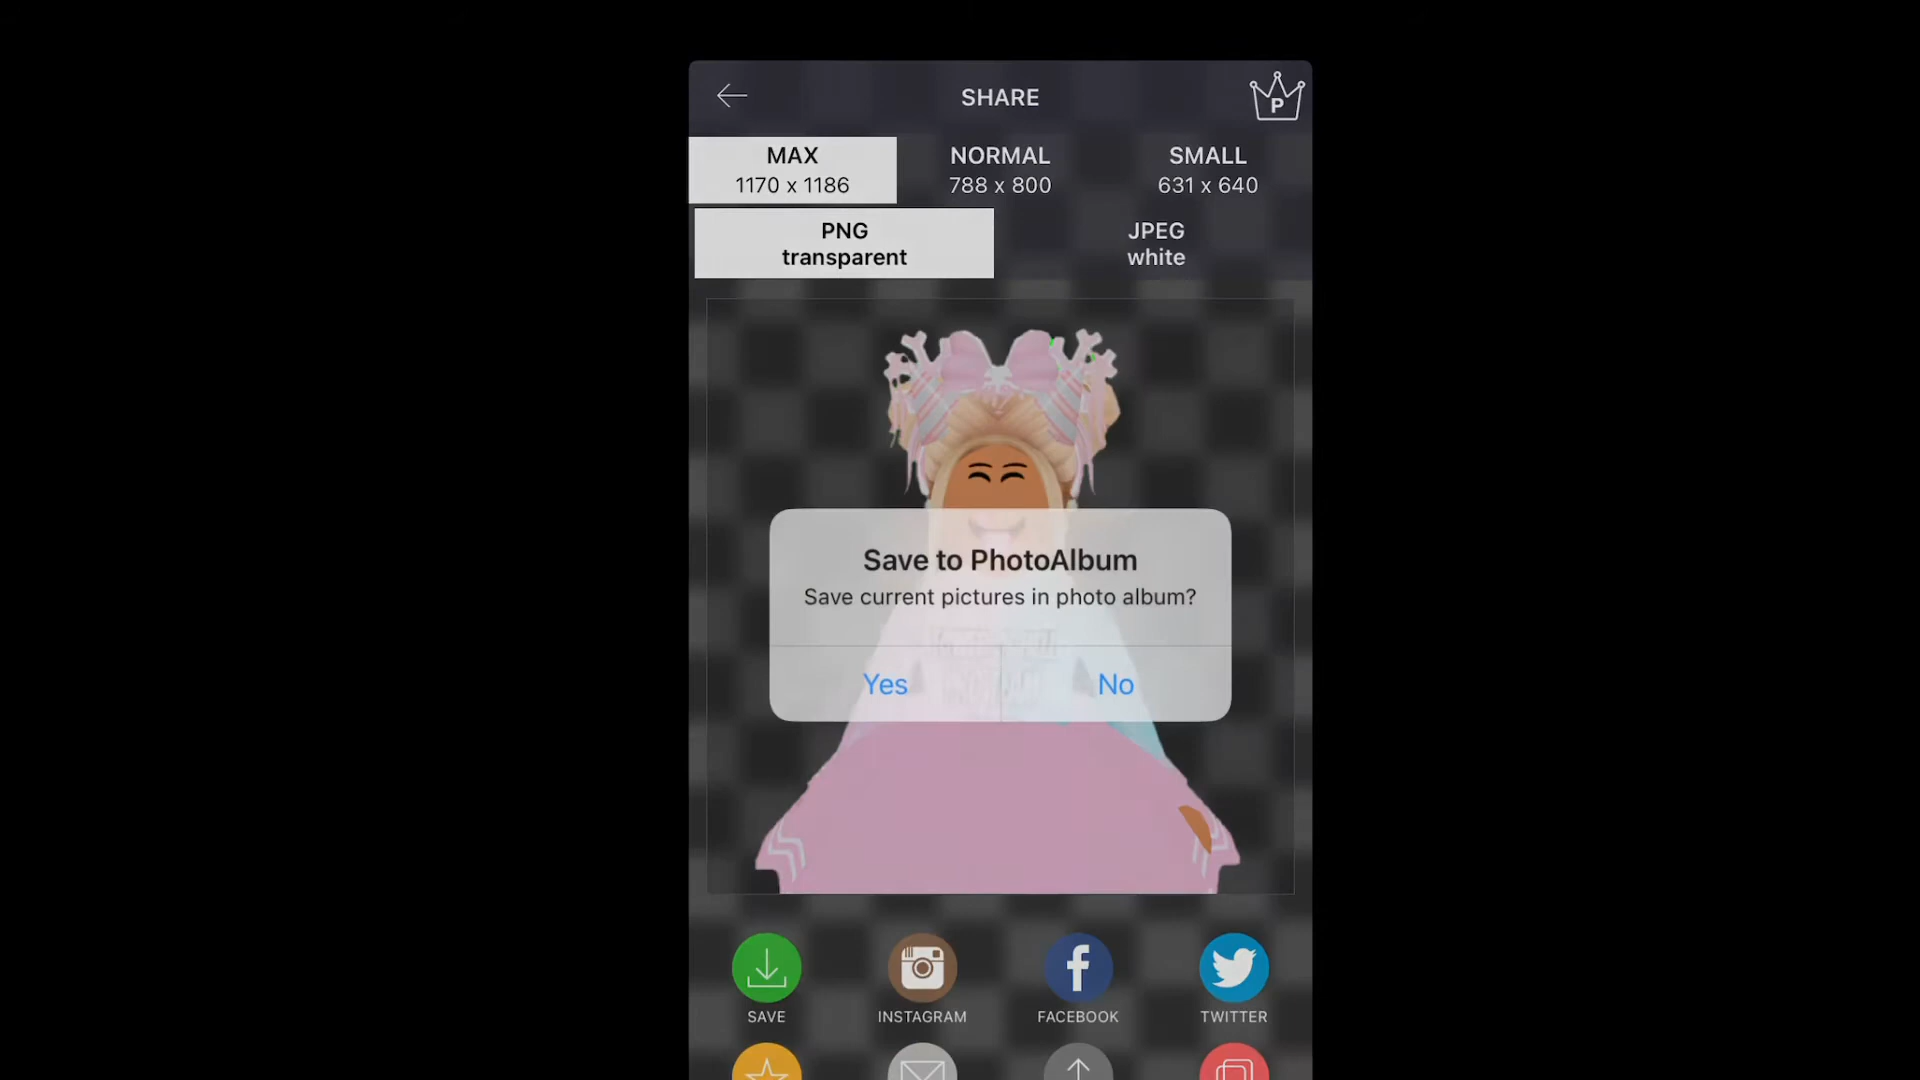 SHARE
P
MAX
1170 x 1186
NORMAL
788 x 800
SMALL
631 x 640
PNG
transparent
JPEG
white
Save to PhotoAlbum
Save current pictures in photo album?
Yes
No
SAVE
INSTAGRAM
FACEBOOK
TWITTER